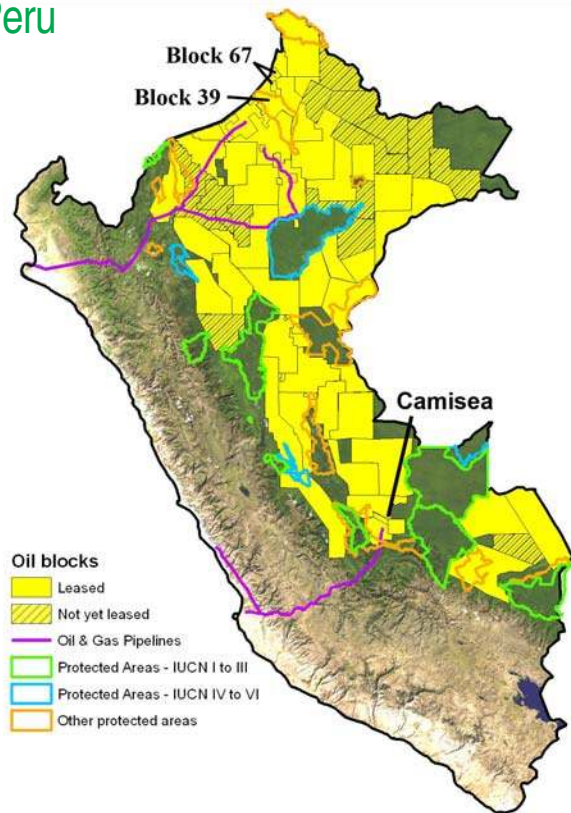 Peru
Block 67
Block 39
Camisea
Oil blocks
Leased
Not yet leased
Oil & Gas Pipelines
Protected Areas - IUCN I to III
Protected Areas - IUCN IV to VI
Other protected areas